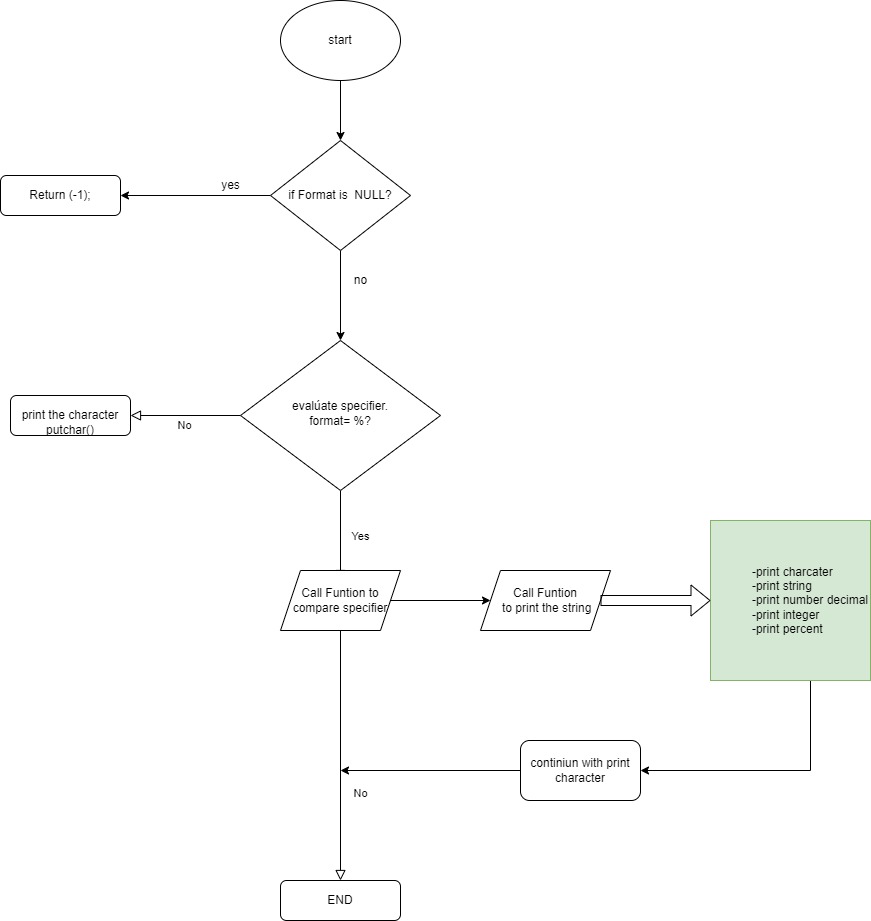 start
yes
if Format is NULL?
Return (-1);
no
evalúate specifier.
format= %?
print the character
putchar()
No
Yes
Call Funtion to
compare specifier
Call Funtion
to print the string
-print charcater
-print string
-print number decimal
-print integer
-print percent
continiun with print
character
No
END